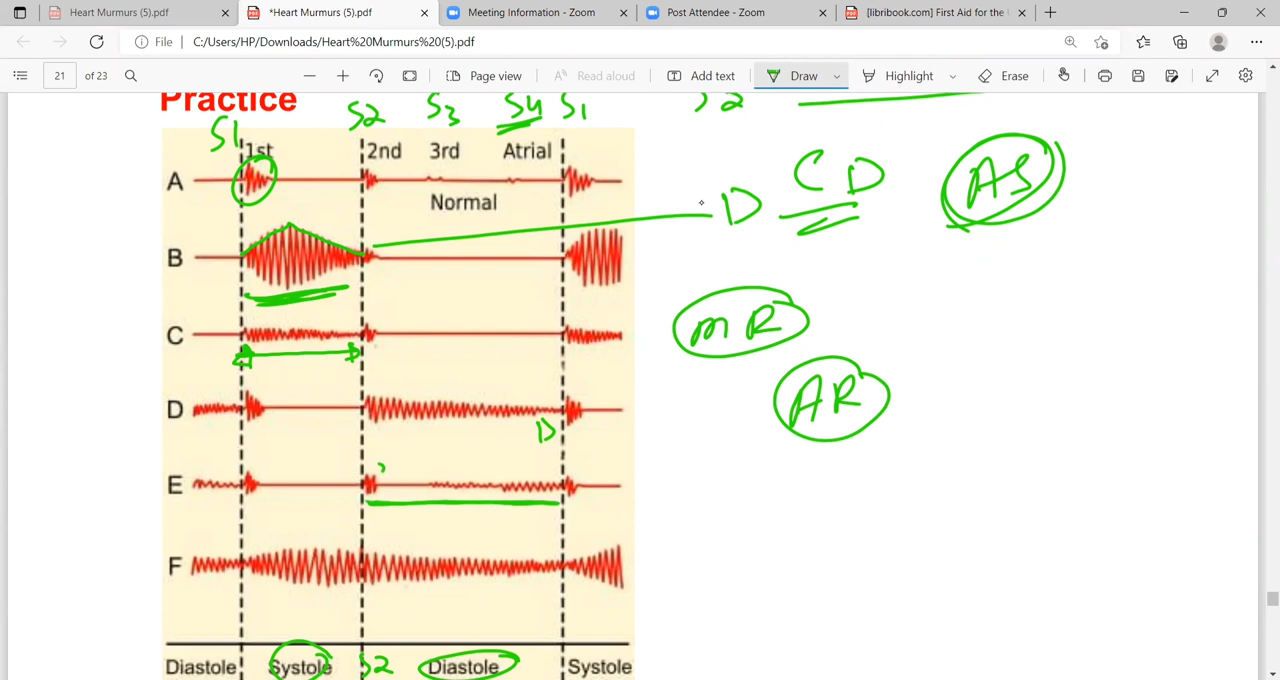 Heart Murmurs (5).pdf
*Heart Murmurs (5).pdf
Meeting Information - Zoom
Post Attendee - Zoom
[libribook.com] First Aid for the
File
C:/Users/HP/Downloads/Heart%20Murmurs%20(5).pdf
21 of 23
Page view
Read aloud
Add text
Draw
Highlight
Erase
Practice
S1 S2 S3 S4 S1 S2
1st 2nd 3rd Atrial
A
Normal
CD
AS
D
B
MR
C
AR
D
D
E
F
Diastole Systole S2 Diastole Systole